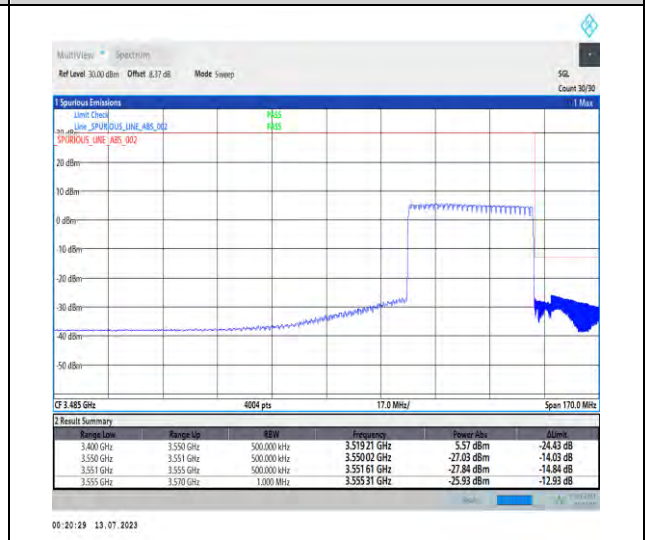 MultiView Spectrum
Ref Level 30.00 dBm Offset 8.37 dB Mode Sweep SGL
Count 30/30
1 Spurious Emissions 1 Max
Limit Check PASS
Line _SPURIOUS_LINE_ABS_002 PASS
SPURIOUS_LINE_ABS_002
20 dBm
10 dBm
0 dBm
-10 dBm
-20 dBm
-30 dBm
-40 dBm
-50 dBm
CF 3.485 GHz 4004 pts 17.0 MHz/ Span 170.0 MHz
2 Result Summary
Range Low Range Up RBW Frequency Power Abs ΔLimit
3.400 GHz 3.550 GHz 500.000 kHz 3.519 21 GHz 5.57 dBm -24.43 dB
3.550 GHz 3.551 GHz 500.000 kHz 3.550 02 GHz -27.03 dBm -14.03 dB
3.551 GHz 3.555 GHz 500.000 kHz 3.551 61 GHz -27.84 dBm -14.84 dB
3.555 GHz 3.570 GHz 1.000 MHz 3.555 31 GHz -25.93 dBm -12.93 dB
00:20:29 13.07.2023